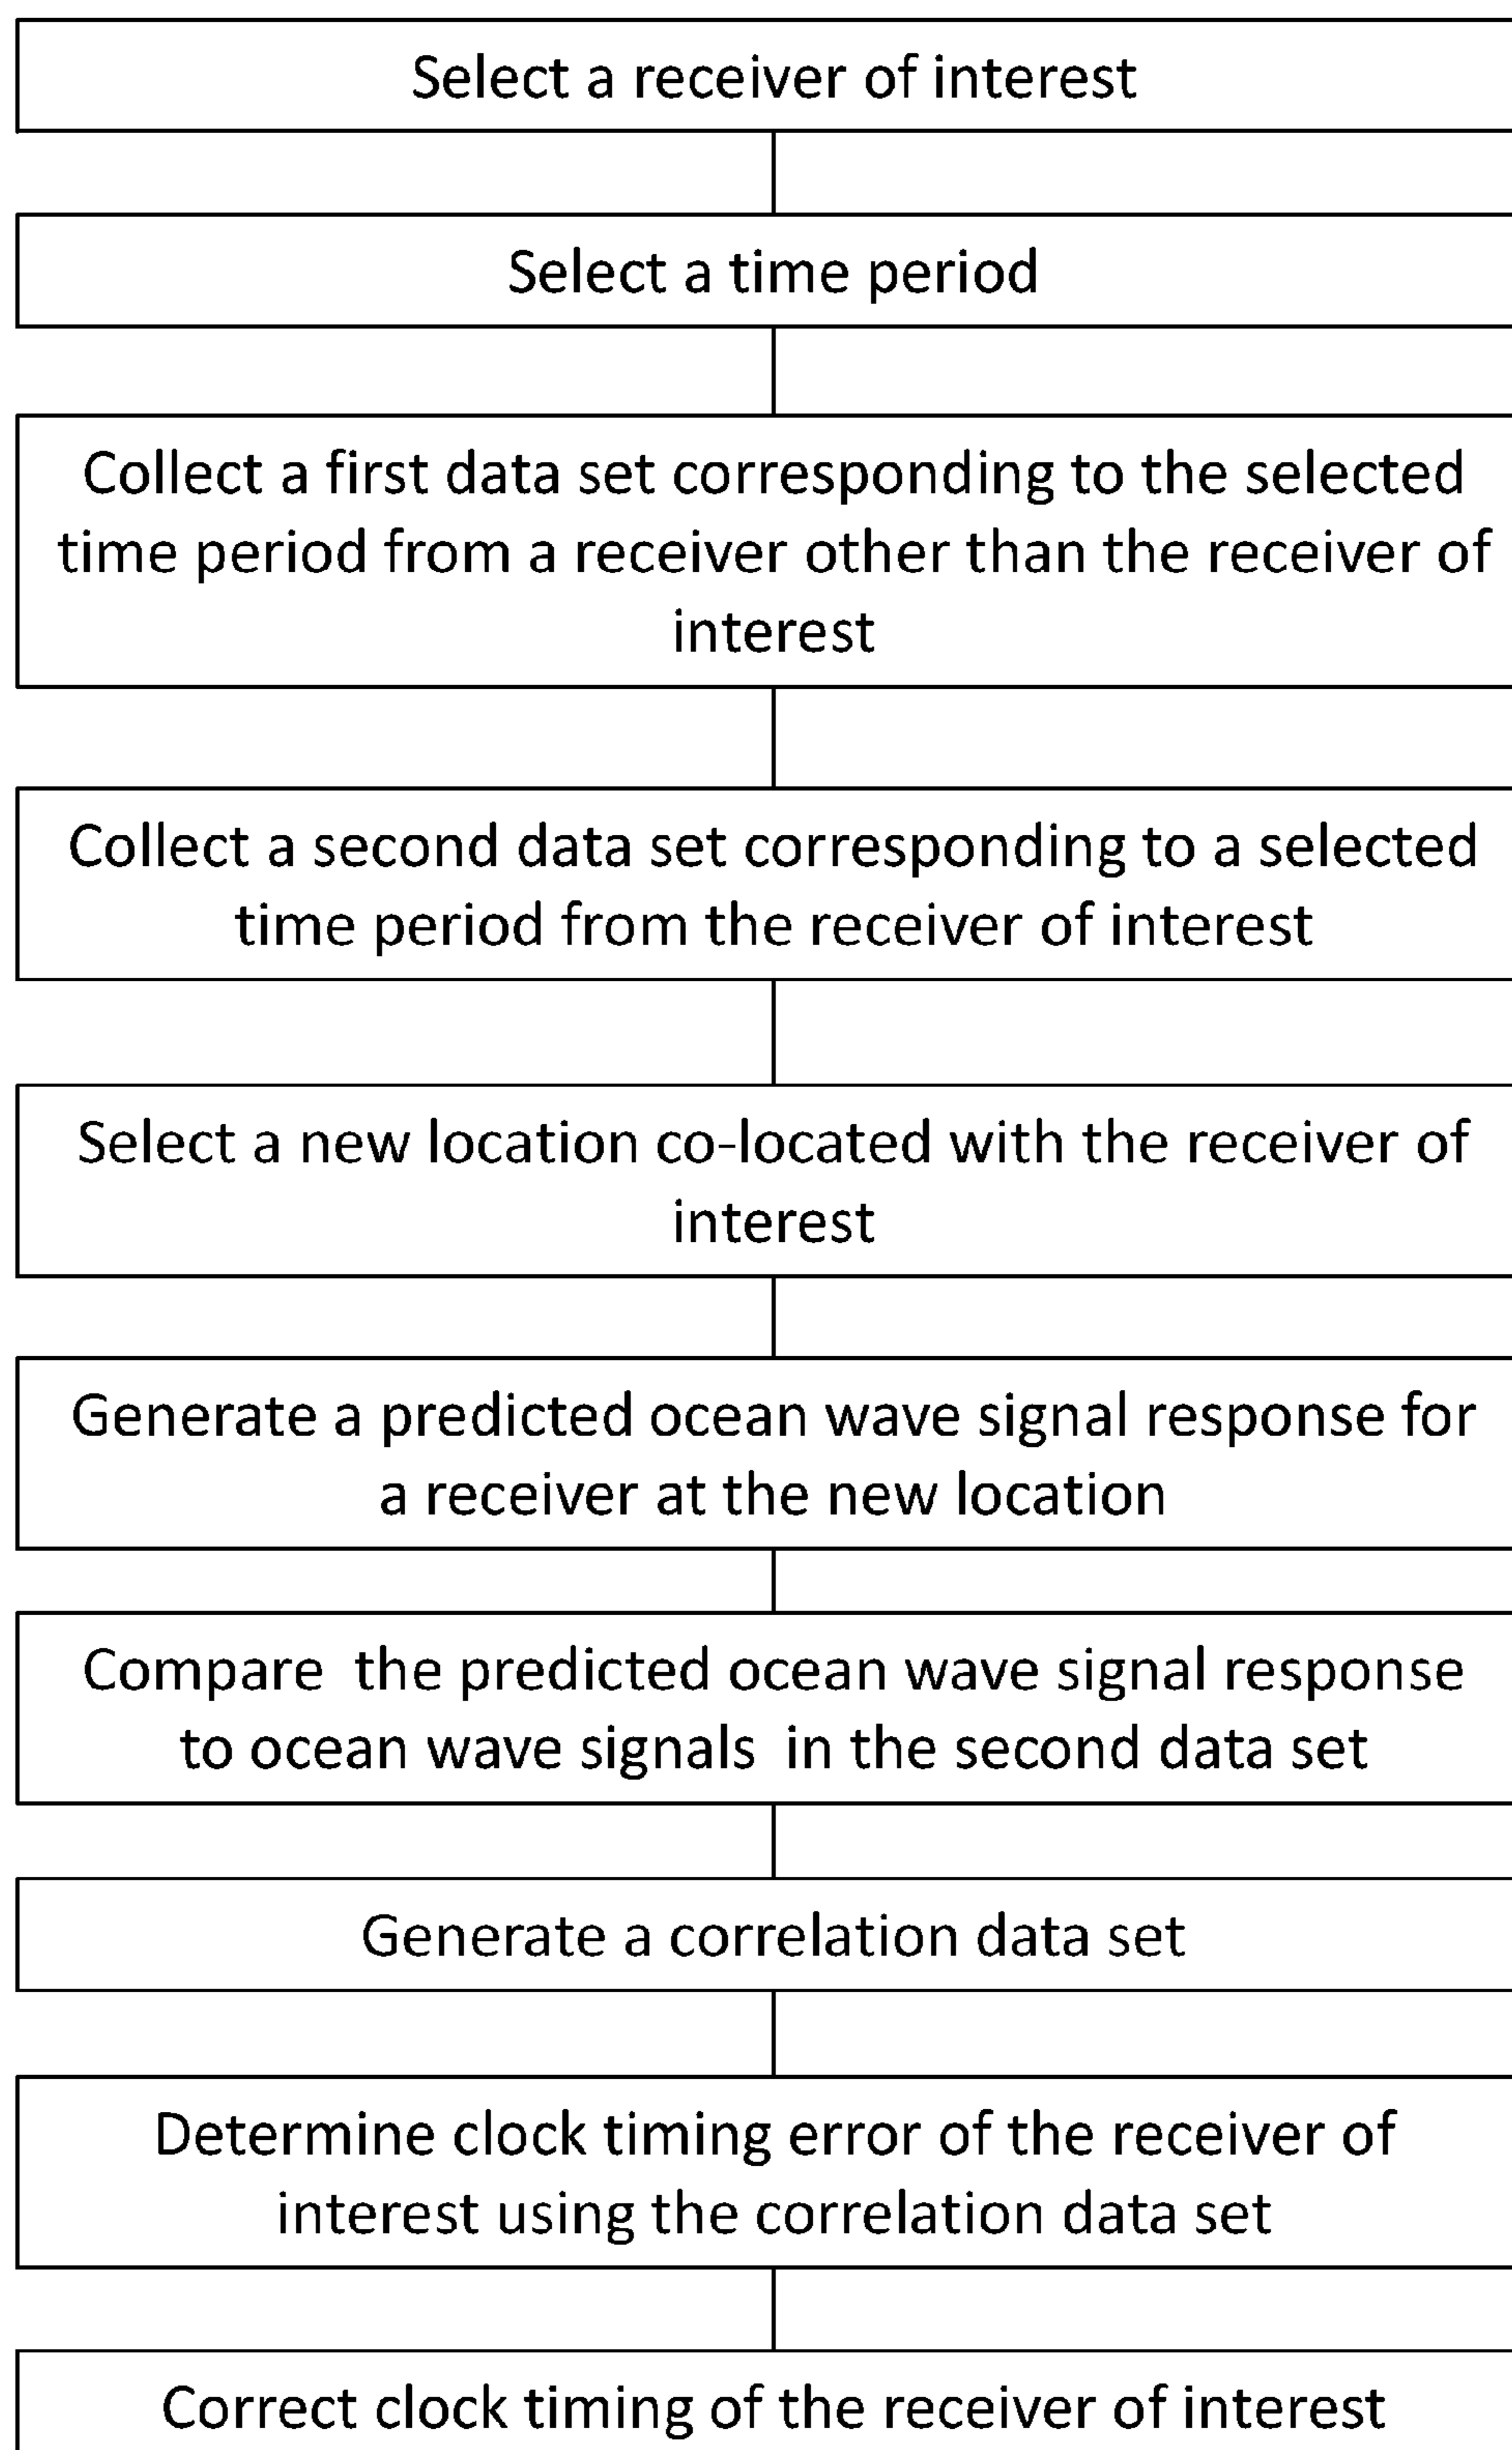 Select a receiver of interest
Select a time period
Collect a first data set corresponding to the selected
time period from a receiver other than the receiver of
interest
Collect a second data set corresponding to a selected
time period from the receiver of interest
Select a new location co-located with the receiver of
interest
Generate a predicted ocean wave signal response for
a receiver at the new location
Compare the predicted ocean wave signal response
to ocean wave signals in the second data set
Generate a correlation data set
Determine clock timing error of the receiver of
interest using the correlation data set
Correct clock timing of the receiver of interest